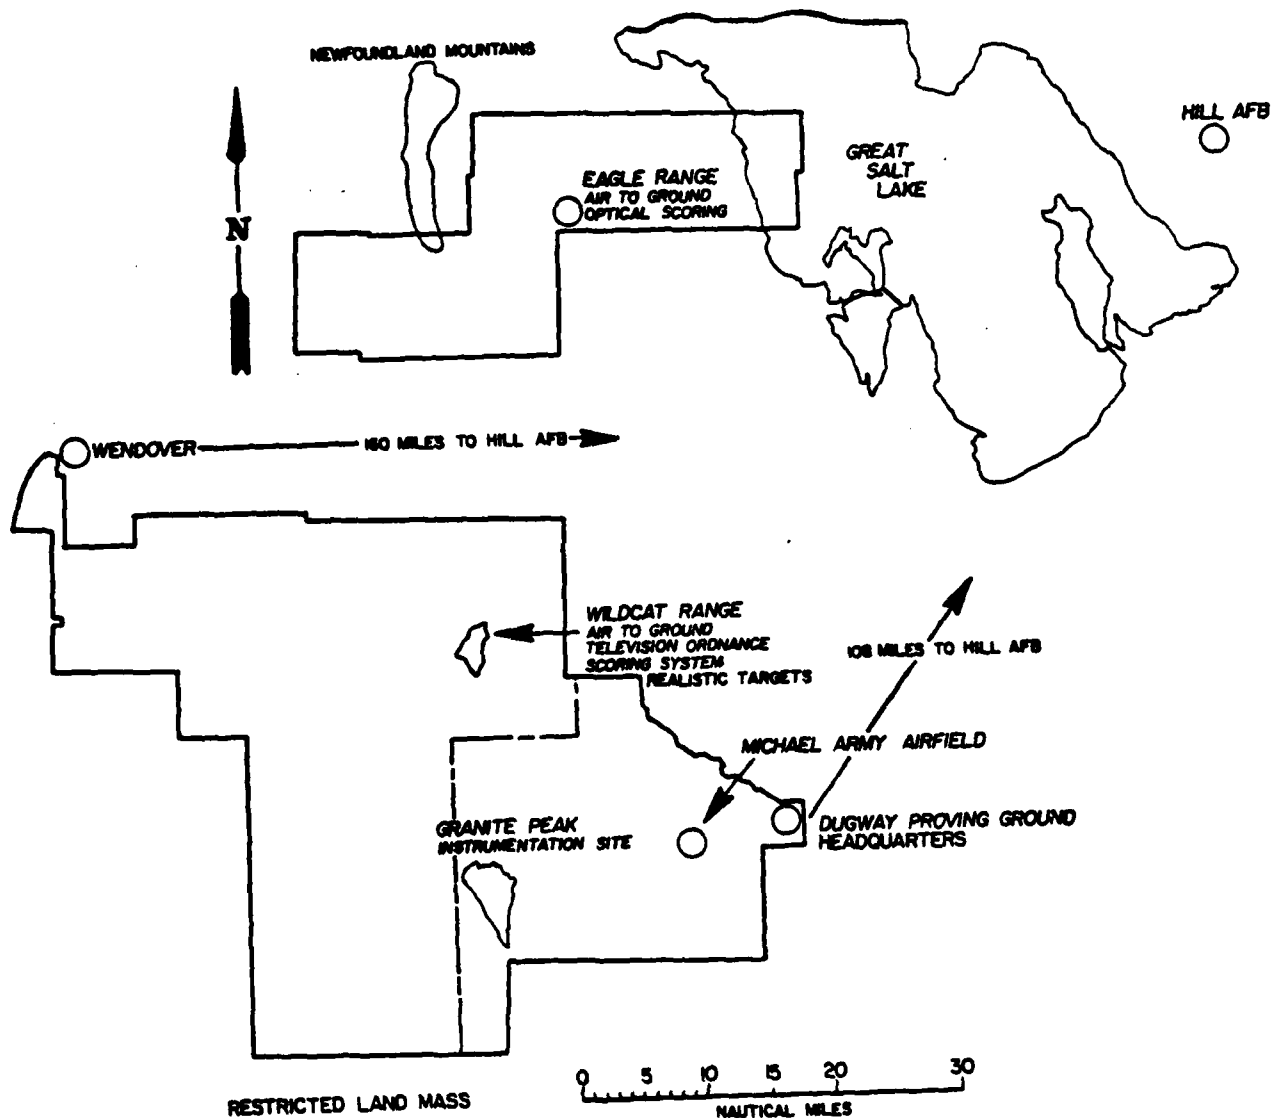 NEWFOUNDLAND MOUNTAINS
HILL AFB
GREAT
SALT
LAKE
EAGLE RANGE
AIR TO GROUND
OPTICAL SCORING
N
WENDOVER
160 MILES TO HILL AFB
WILDCAT RANGE
AIR TO GROUND
TELEVISION ORDNANCE
SCORING SYSTEM
REALISTIC TARGETS
108 MILES TO HILL AFB
MICHAEL ARMY AIRFIELD
GRANITE PEAK
INSTRUMENTATION SITE
DUGWAY PROVING GROUND
HEADQUARTERS
0 5 10 15 20 30
NAUTICAL MILES
RESTRICTED LAND MASS